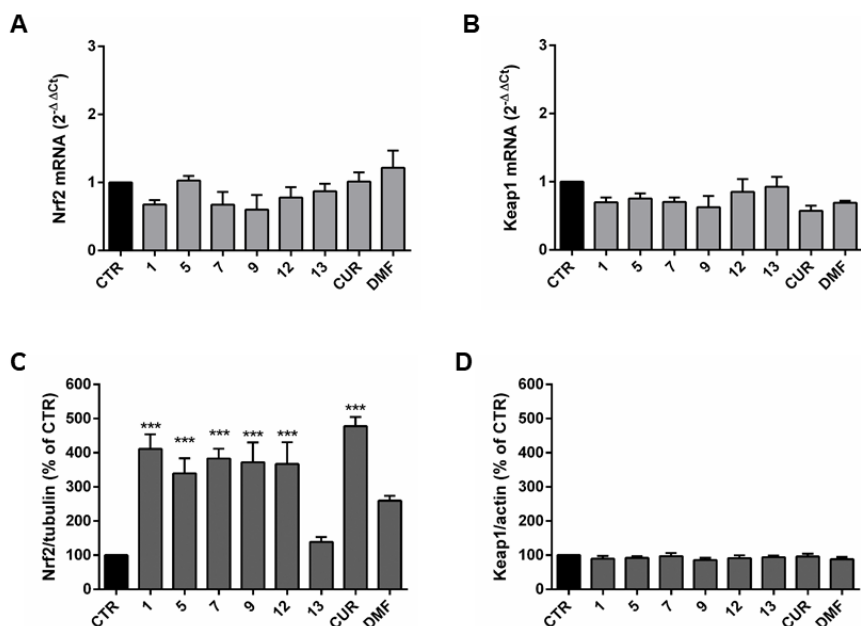 A
Nrf2 mRNA (2^-Δ ΔCt)
3
2
1
0
CTR 1 5 7 9 12 13 CUR DMF
B
Keap1 mRNA (2^-Δ ΔCt)
3
2
1
0
CTR 1 5 7 9 12 13 CUR DMF
C
Nrf2/tubulin (% of CTR)
600
500
400
300
200
100
0
*** *** *** *** *** ***
CTR 1 5 7 9 12 13 CUR DMF
D
Keap1/actin (% of CTR)
600
500
400
300
200
100
0
CTR 1 5 7 9 12 13 CUR DMF